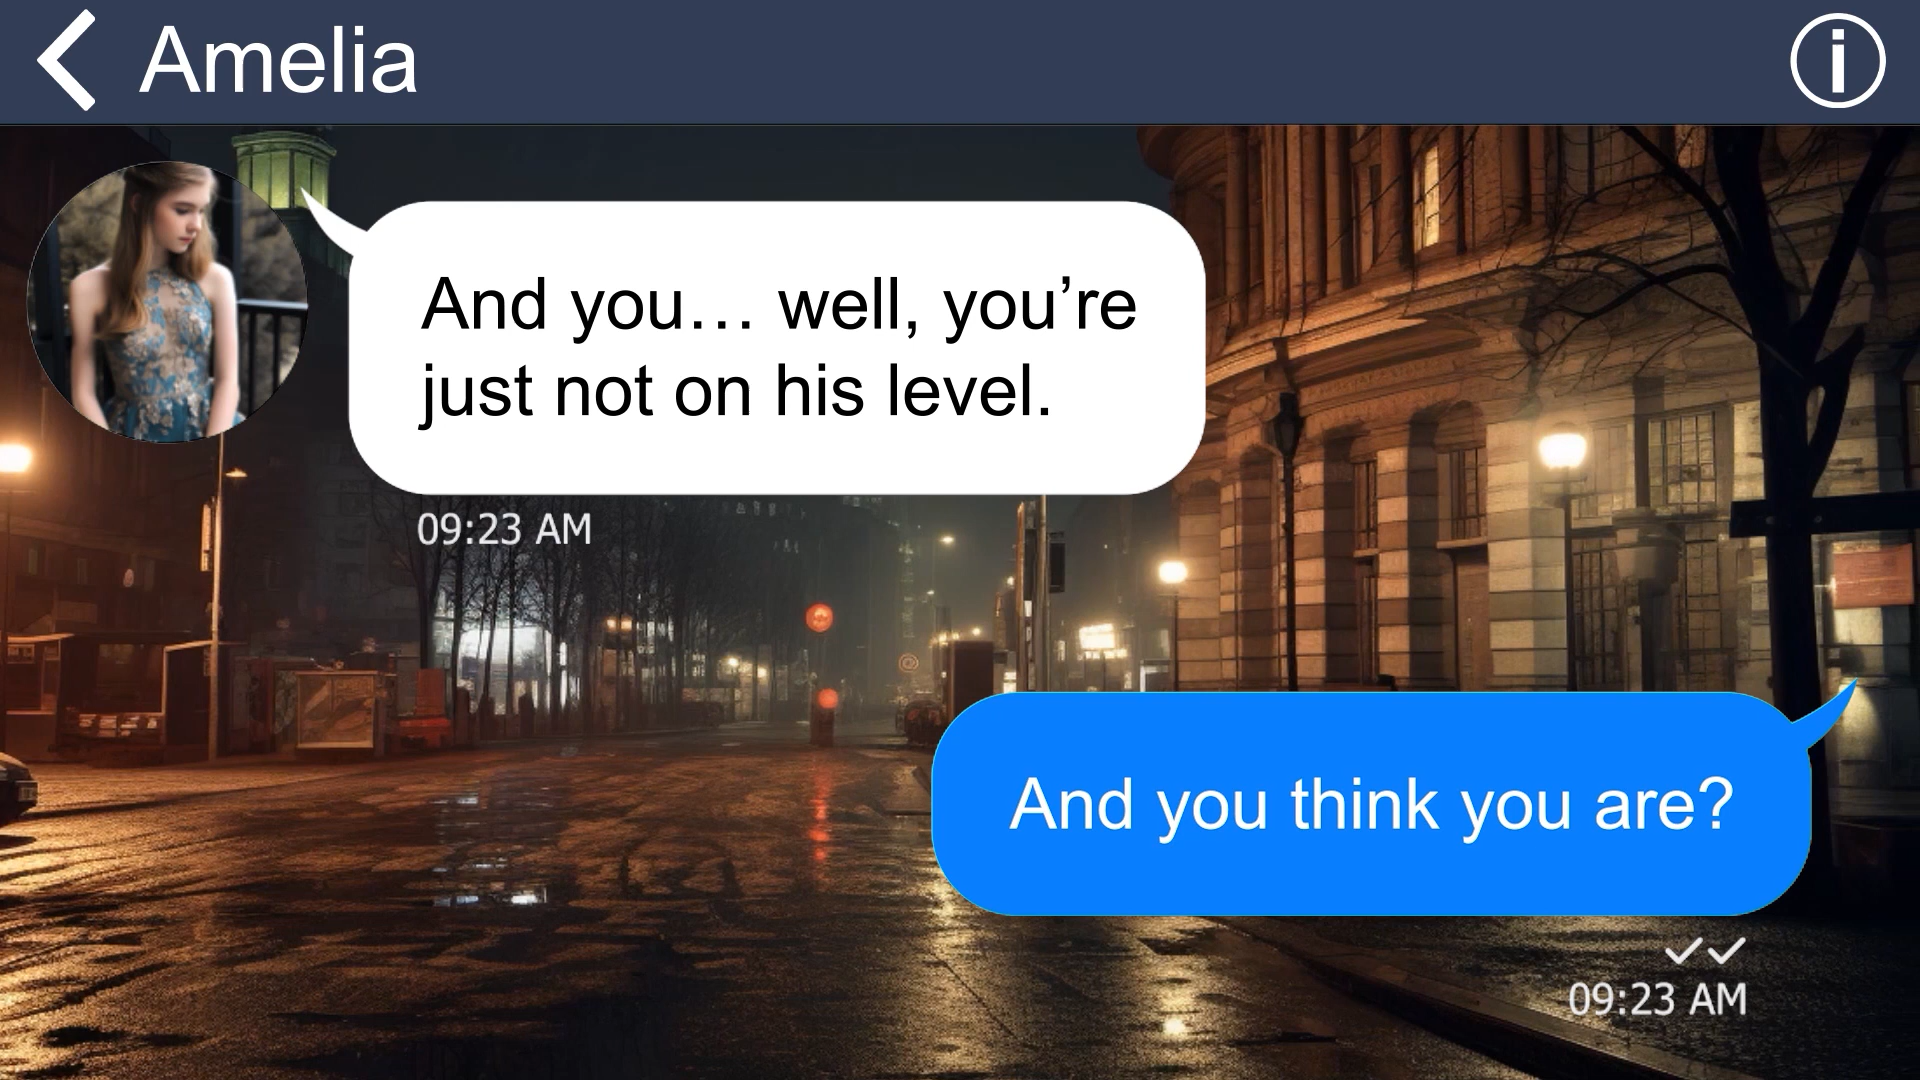 Amelia
And you… well, you’re
just not on his level.
09:23 AM
And you think you are?
09:23 AM